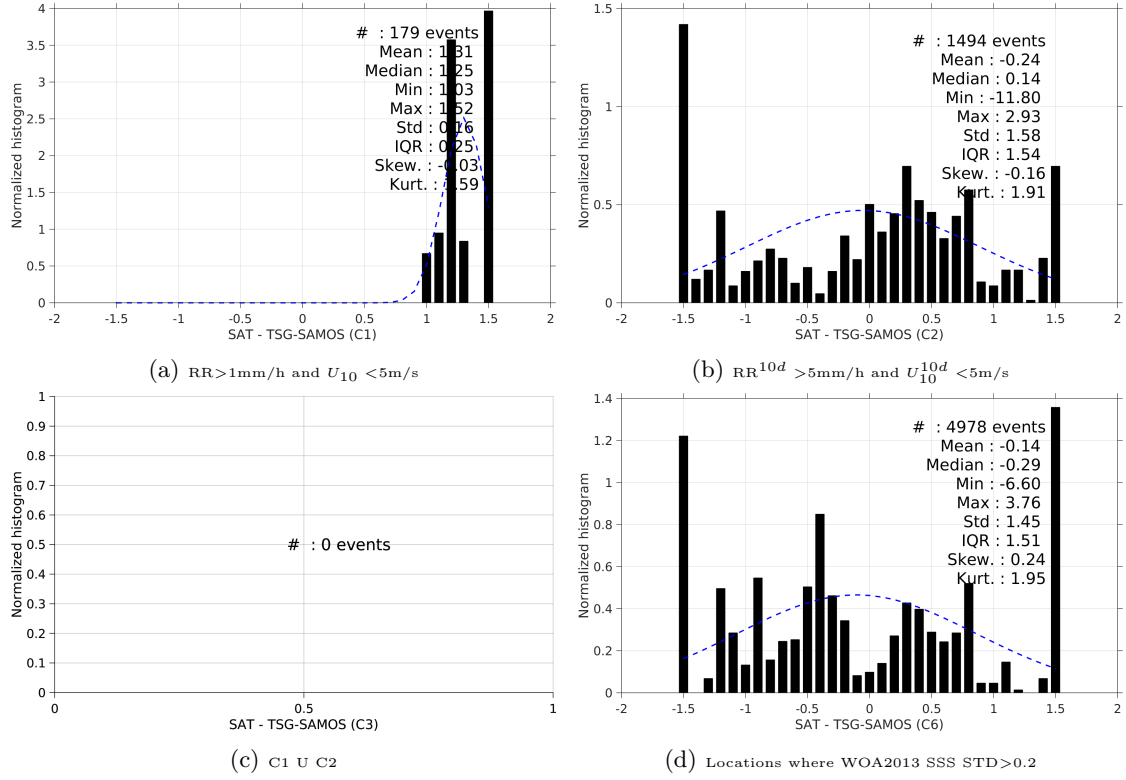 4
3.5
3
2.5
2
1.5
1
0.5
0
Normalized histogram
# : 179 events
Mean : 1.31
Median : 1.25
Min : 1.03
Max : 1.52
Std : 0.16
IQR : 0.25
Skew. : -0.03
Kurt. :
-2 -1.5 -1 -0.5 0 0.5 1 1.5 2
SAT - TSG-SAMOS (C1)
(a) RR>1mm/h and U10 <5m/s
1.5
1
0.5
0
Normalized histogram
# : 1494 events
Mean : -0.24
Median : 0.14
Min : -11.80
Max : 2.93
Std : 1.58
IQR : 1.54
Skew. : -0.16
Kurt. : 1.91
-2 -1.5 -1 -0.5 0 0.5 1 1.5 2
SAT - TSG-SAMOS (C2)
(b) RR10d >5mm/h and U10d10 <5m/s
1
0.9
0.8
0.7
0.6
0.5
0.4
0.3
0.2
0.1
0
Normalized histogram
# : 0 events
0 0.5 1
SAT - TSG-SAMOS (C3)
(c) C1 U C2
1.4
1.2
1
0.8
0.6
0.4
0.2
0
Normalized histogram
# : 4978 events
Mean : -0.14
Median : -0.29
Min : -6.60
Max : 3.76
Std : 1.45
IQR : 1.51
Skew. : 0.24
Kurt. : 1.95
-2 -1.5 -1 -0.5 0 0.5 1 1.5 2
SAT - TSG-SAMOS (C6)
(d) Locations where WOA2013 SSS STD>0.2